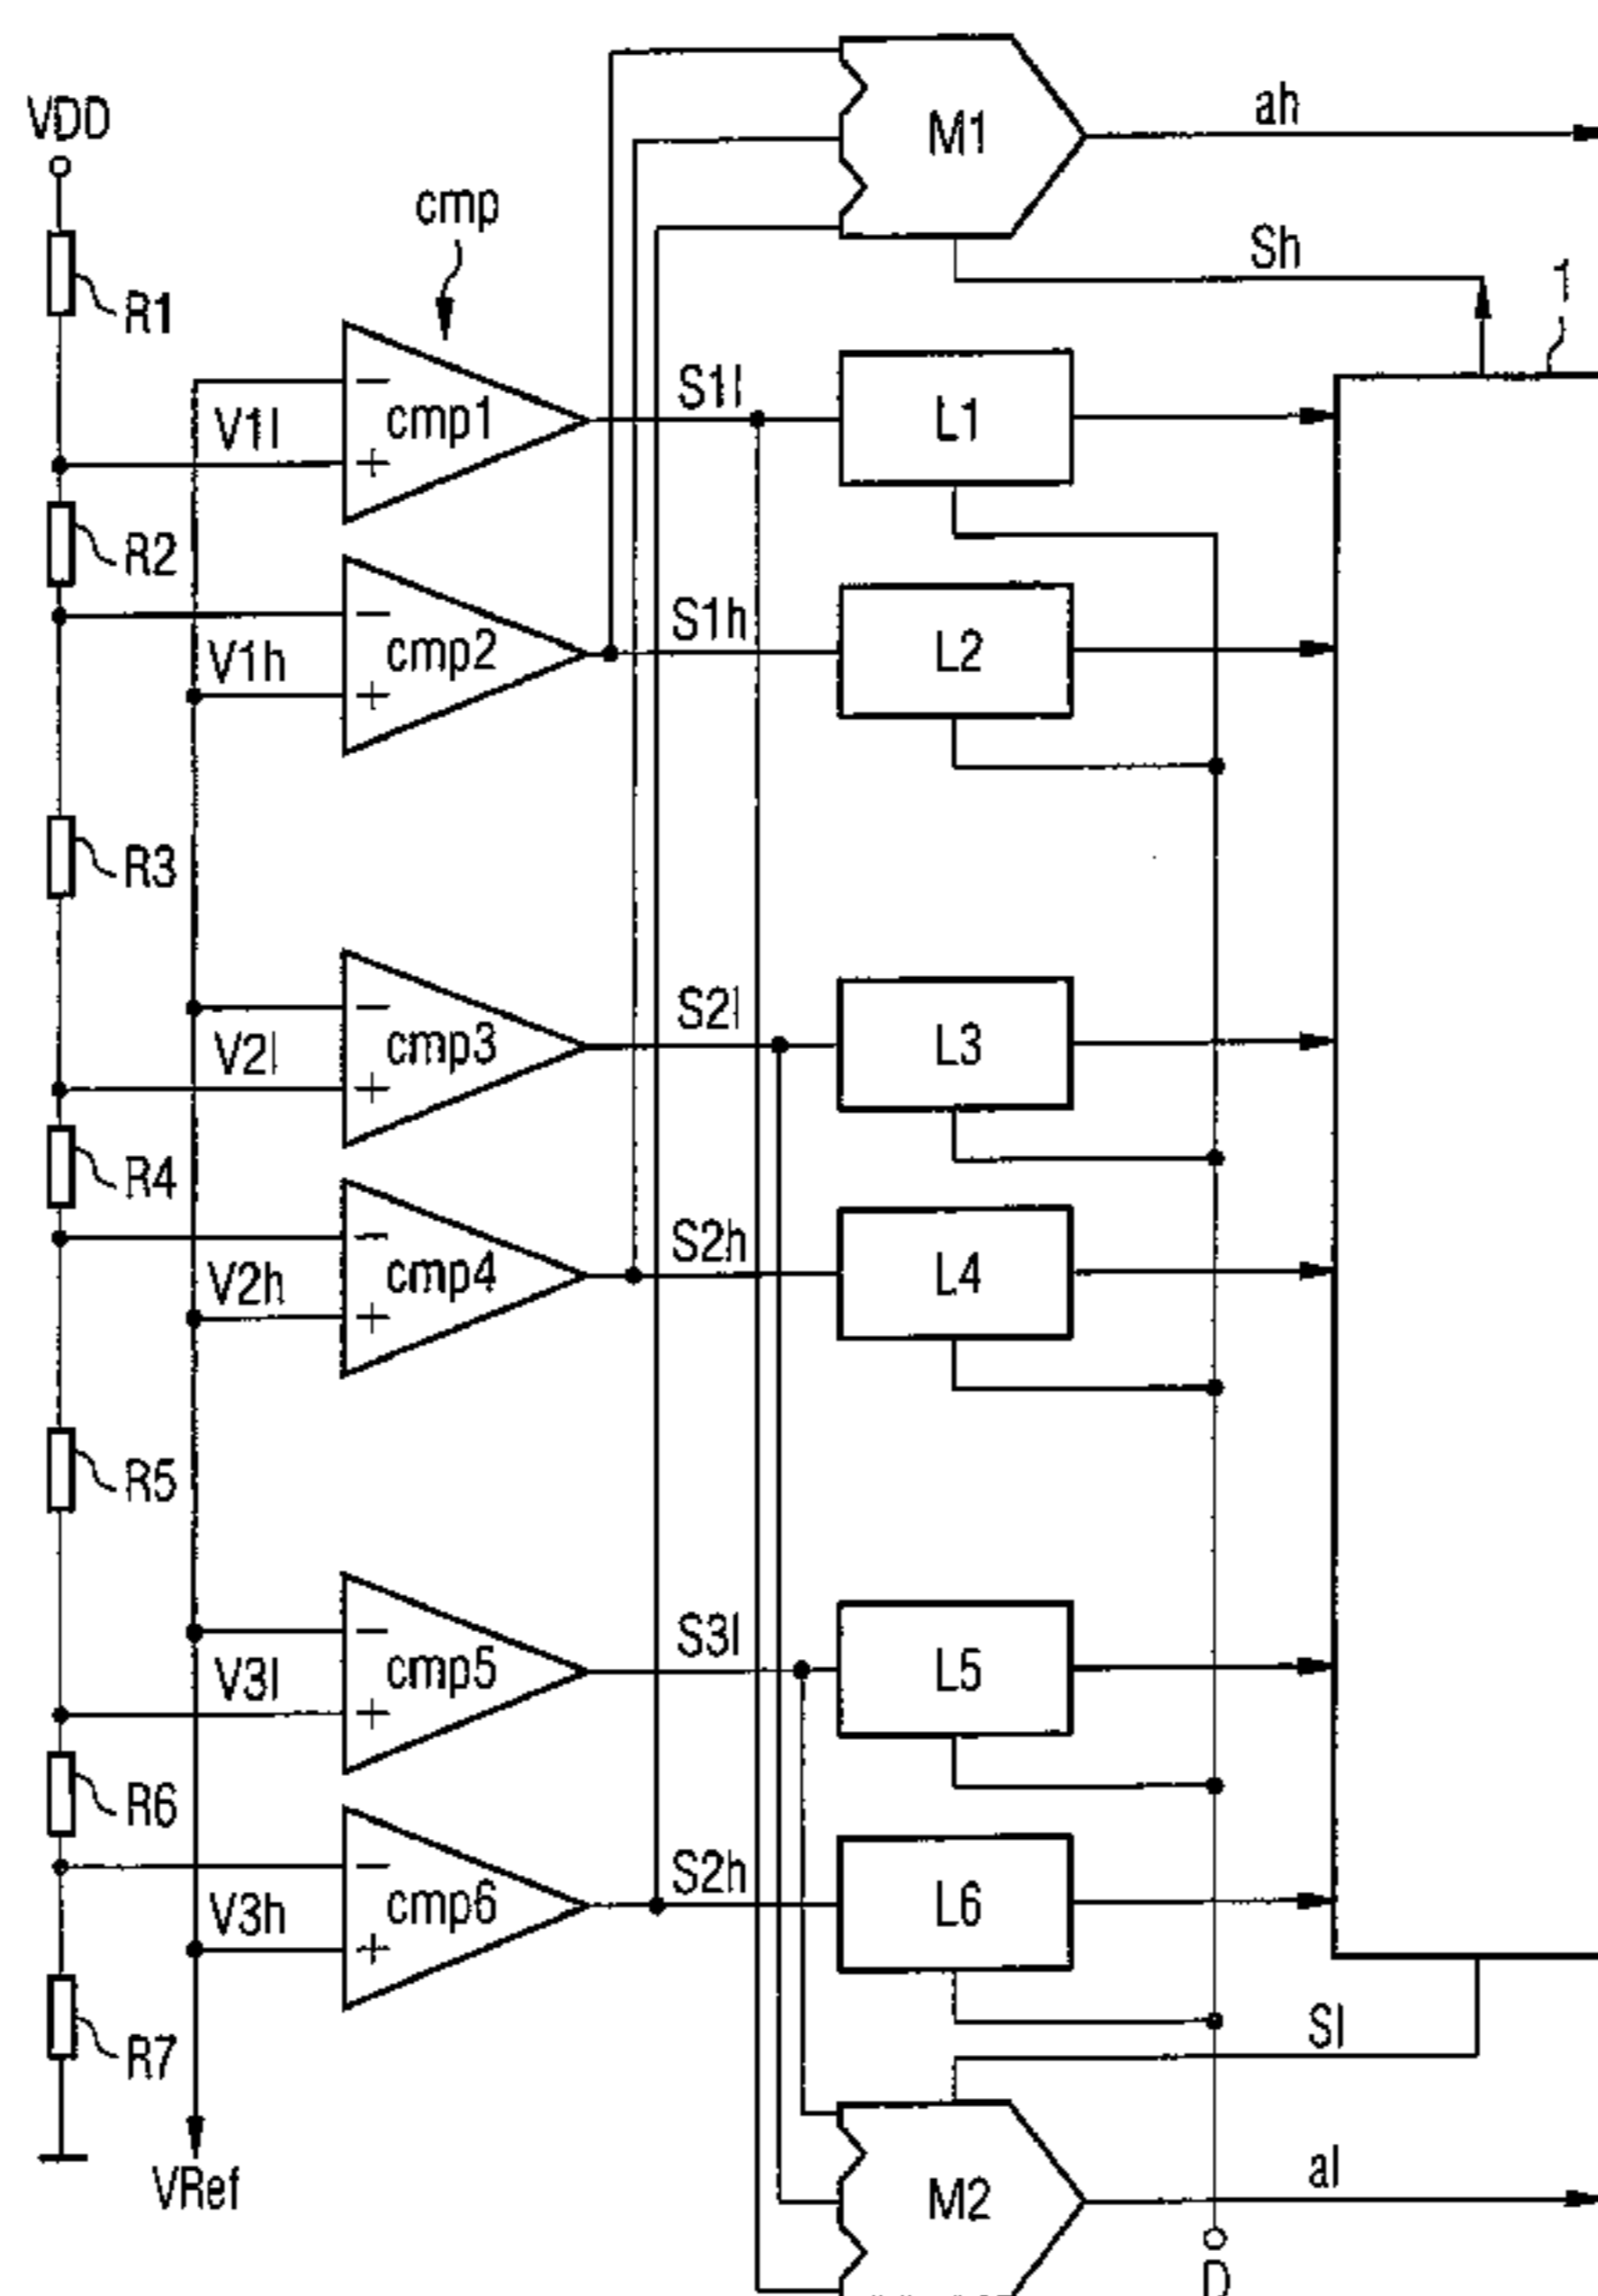 VDD
cmp
M1
ah
Sh
1
R1
V1l
cmp1
S1l
L1
R2
V1h
cmp2
S1h
L2
R3
V2l
cmp3
S2l
L3
R4
V2h
cmp4
S2h
L4
R5
V3l
cmp5
S3l
L5
R6
V3h
cmp6
S2h
L6
R7
Sl
VRef
M2
al
D